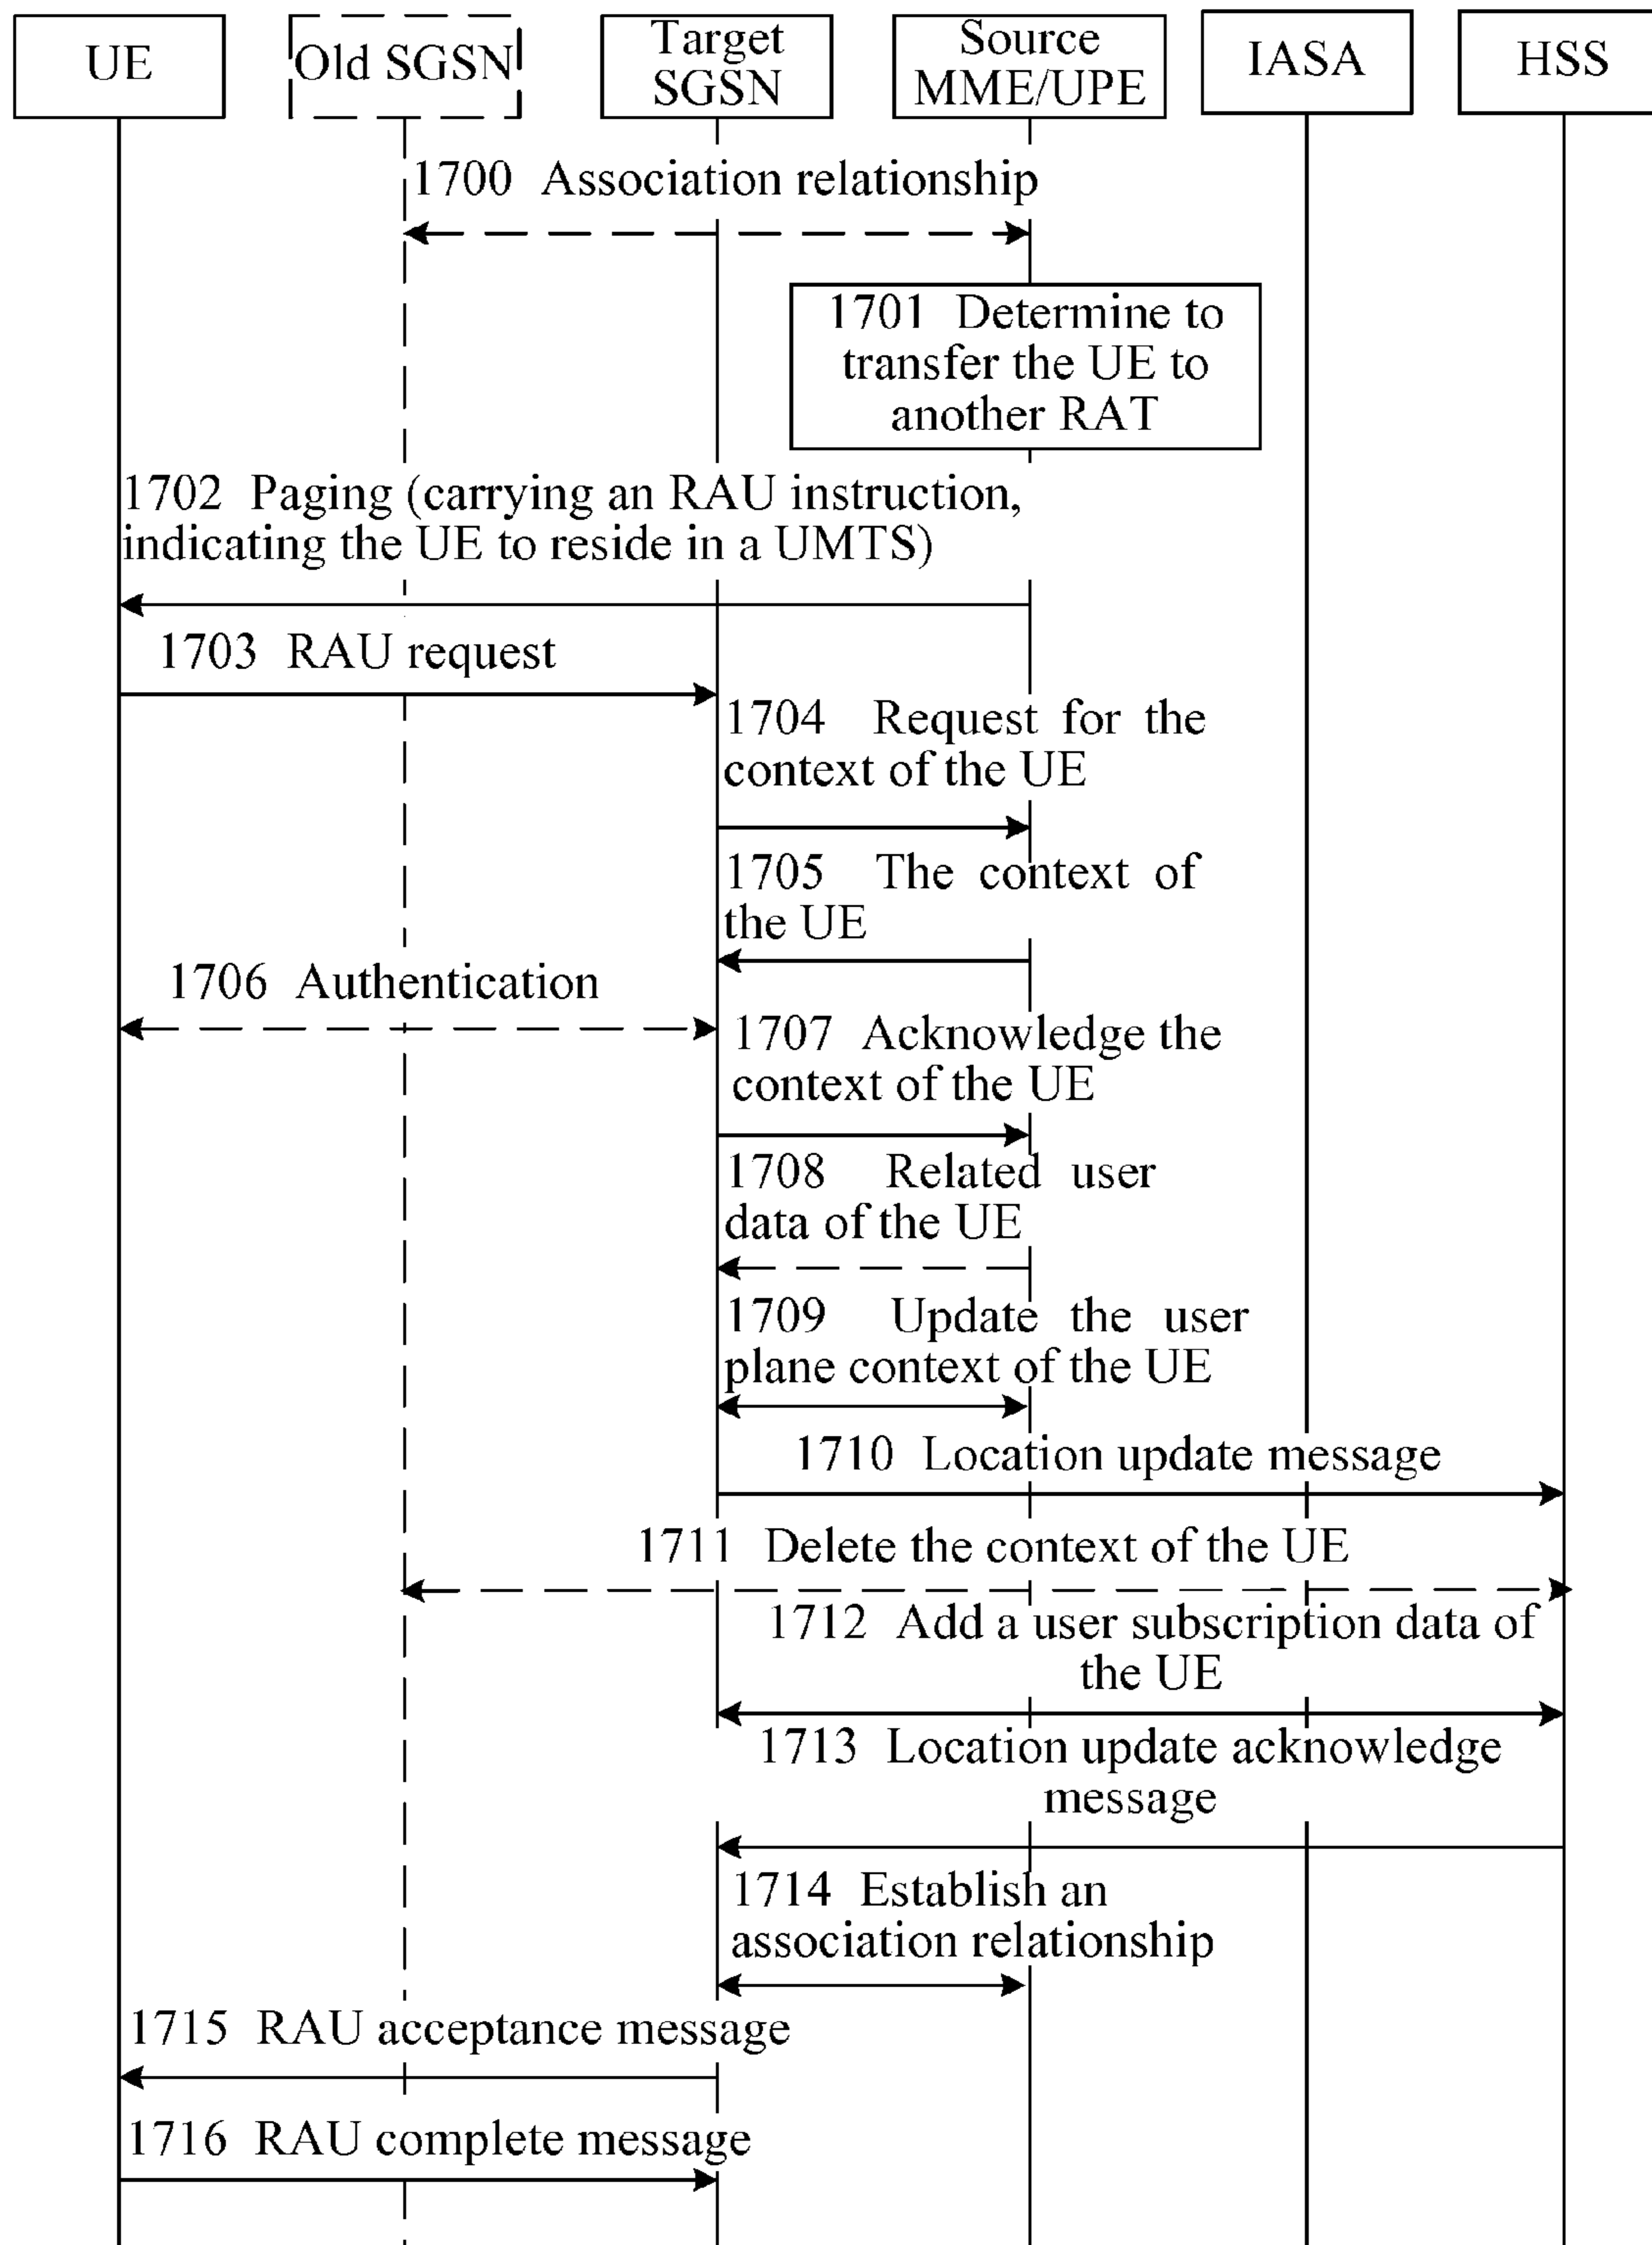 UE
Old SGSN
Target
SGSN
Source
MME/UPE
IASA
HSS
1700 Association relationship
1701 Determine to
transfer the UE to
another RAT
1702 Paging (carrying an RAU instruction,
indicating the UE to reside in a UMTS)
1703 RAU request
1704 Request for the
context of the UE
1705 The context of
the UE
1706 Authentication
1707 Acknowledge the
context of the UE
1708 Related user
data of the UE
1709 Update the user
plane context of the UE
1710 Location update message
1711 Delete the context of the UE
1712 Add a user subscription data of
the UE
1713 Location update acknowledge
message
1714 Establish an
association relationship
1715 RAU acceptance message
1716 RAU complete message